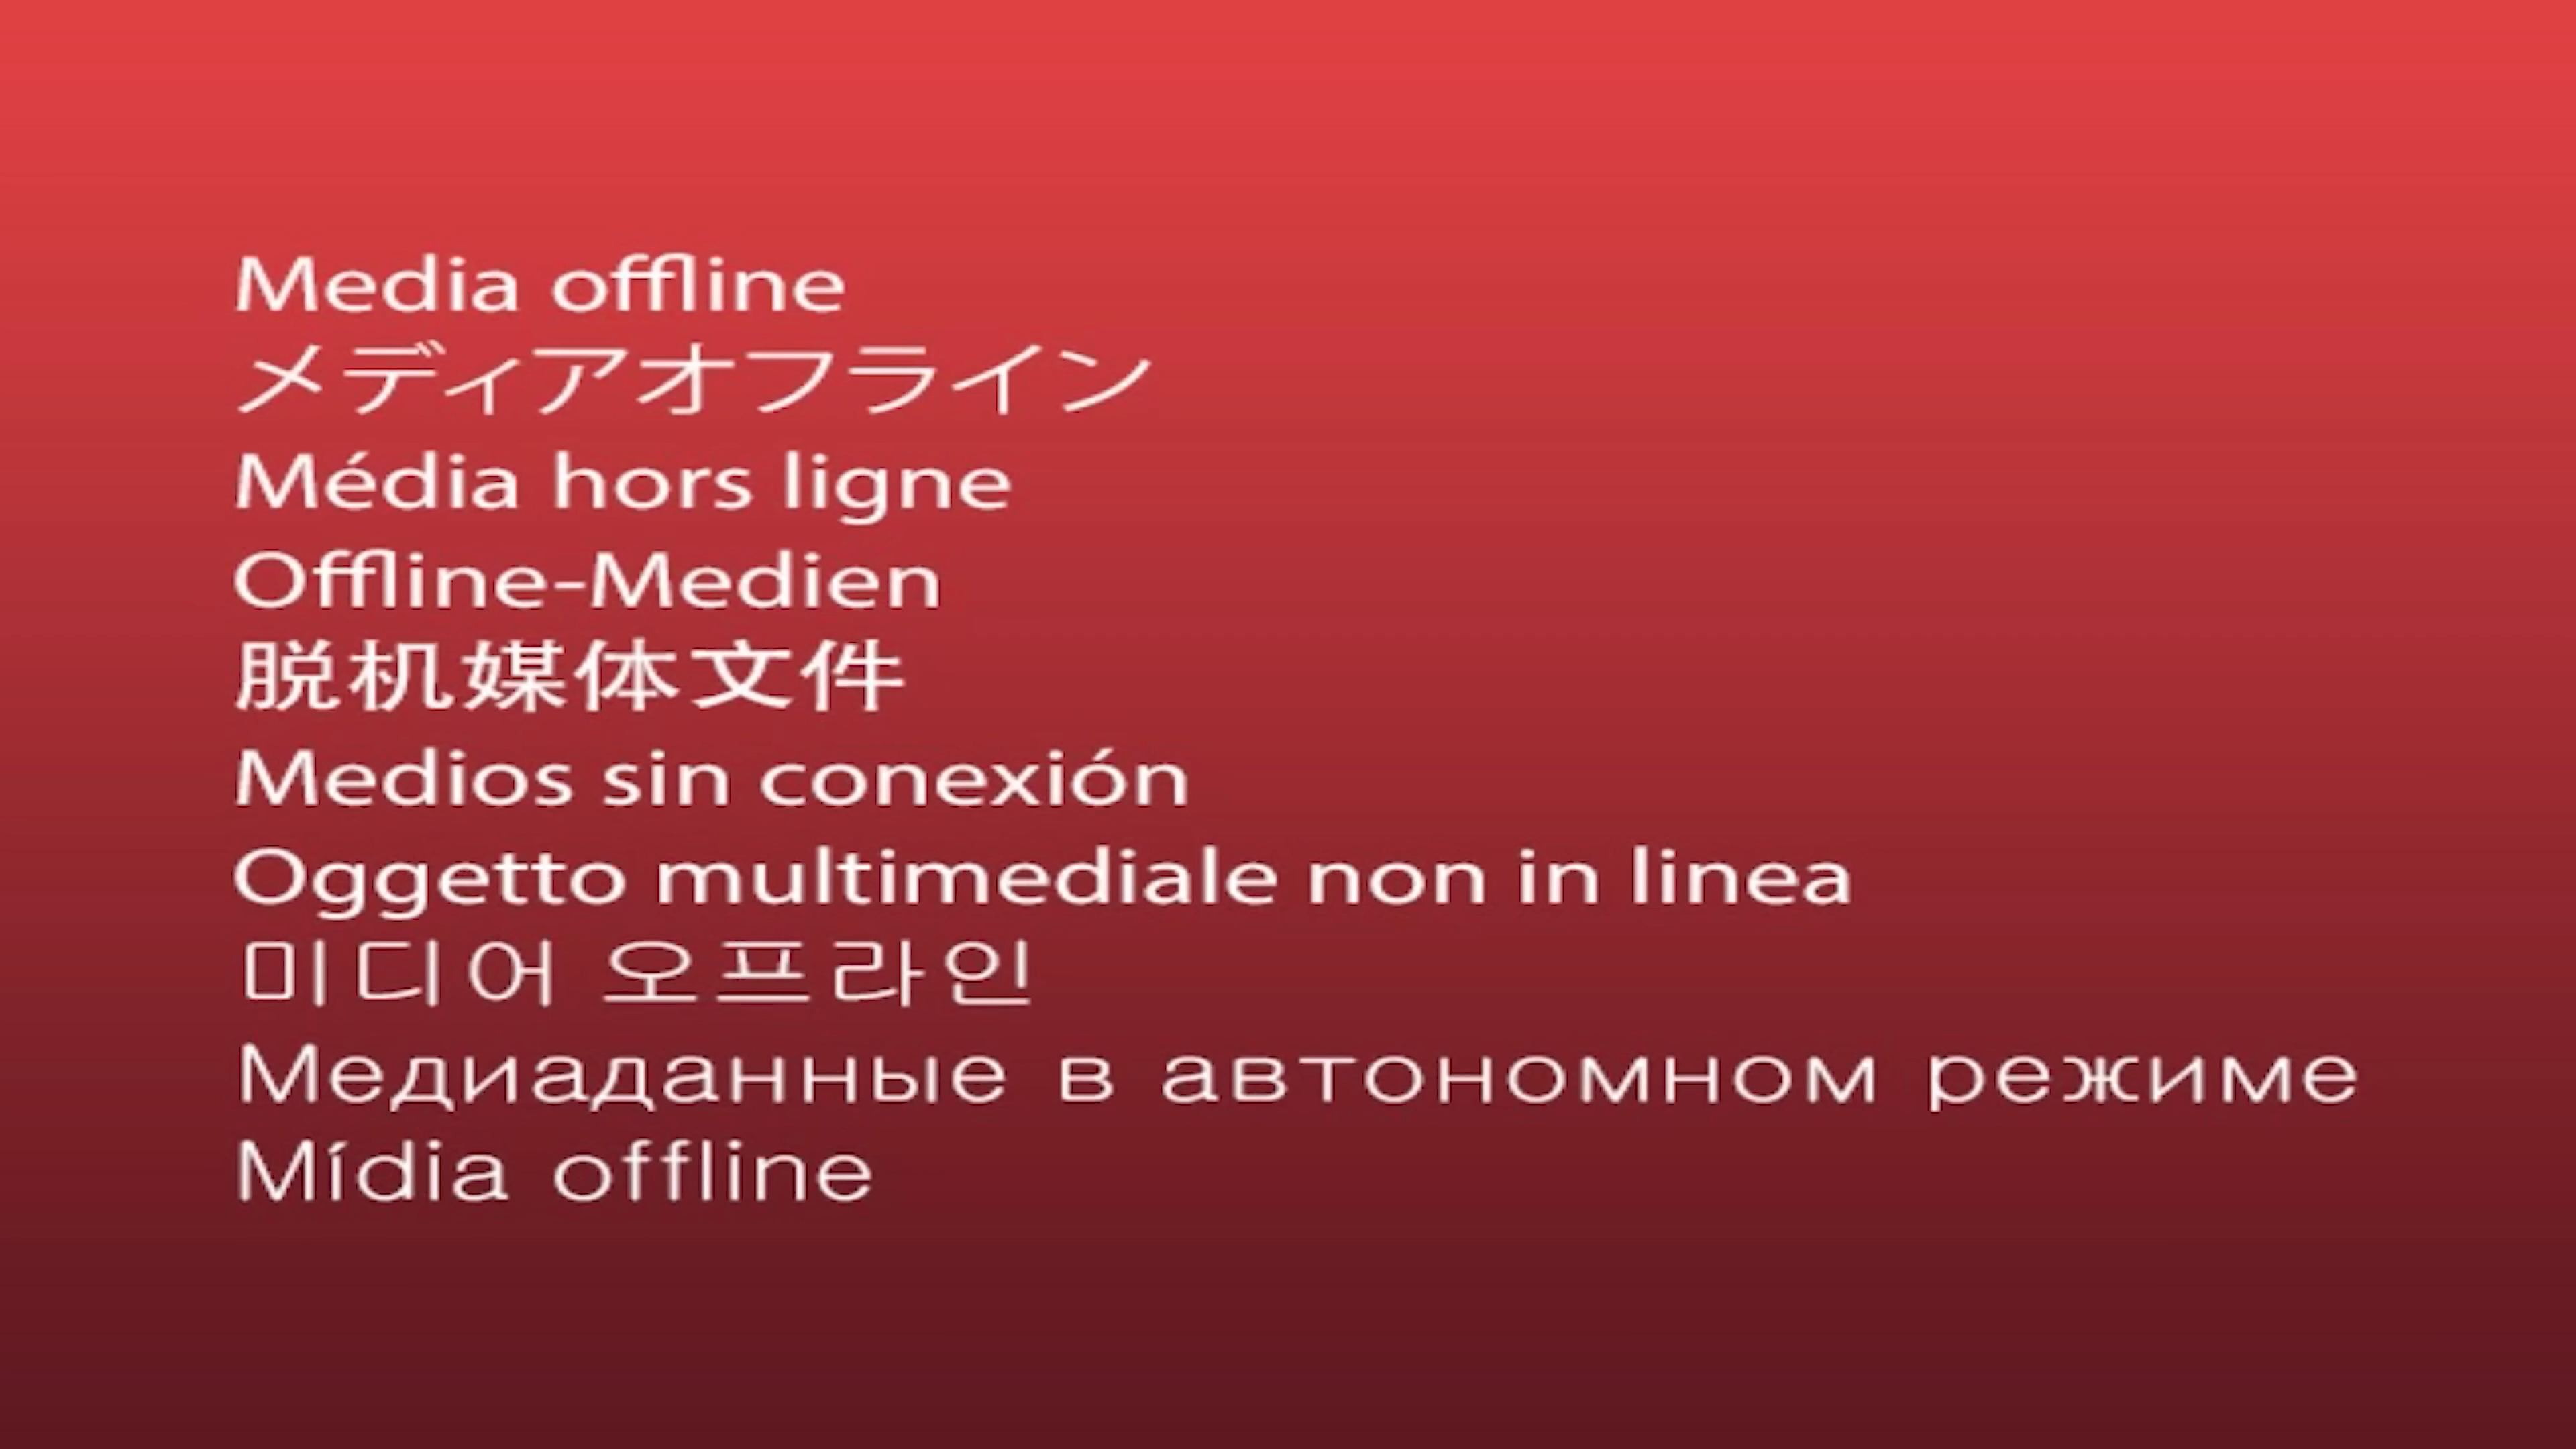 Media offline
メディアオフライン
Média hors ligne
Offline-Medien
脱机媒体文件
Medios sin conexión
Oggetto multimediale non in linea
미디어 오프라인
Медиаданные в автономном режиме
Mídia offline